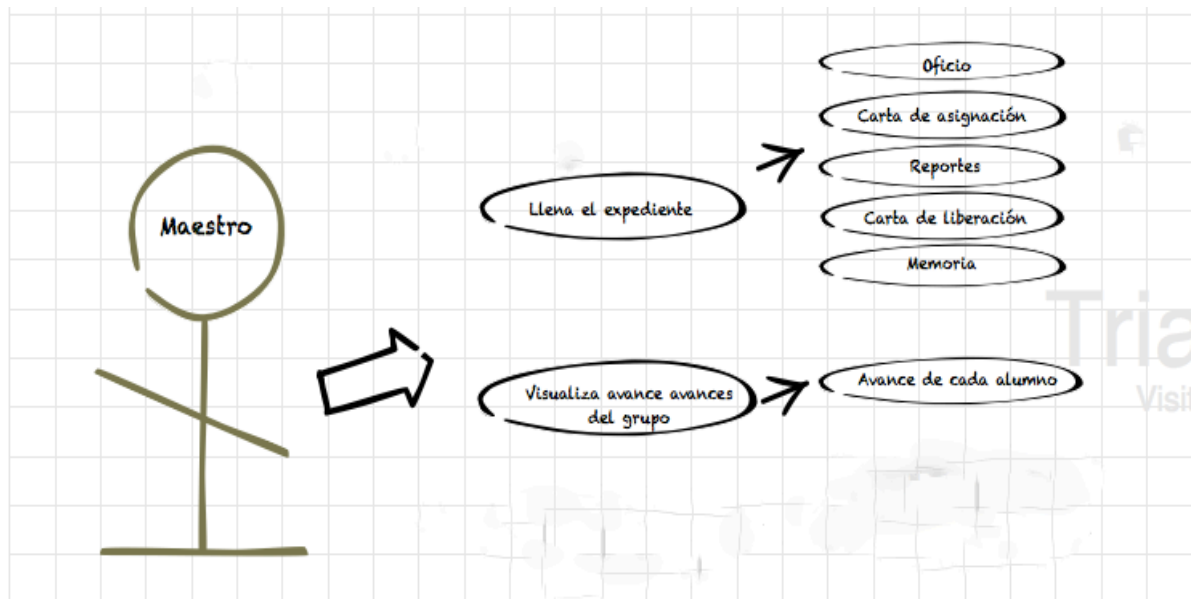 Maestro
Llena el expediente
Oficio
Carta de asignación
Reportes
Carta de liberación
Memoria
Visualiza avance avances
del grupo
Avance de cada alumno
Tria
Visit